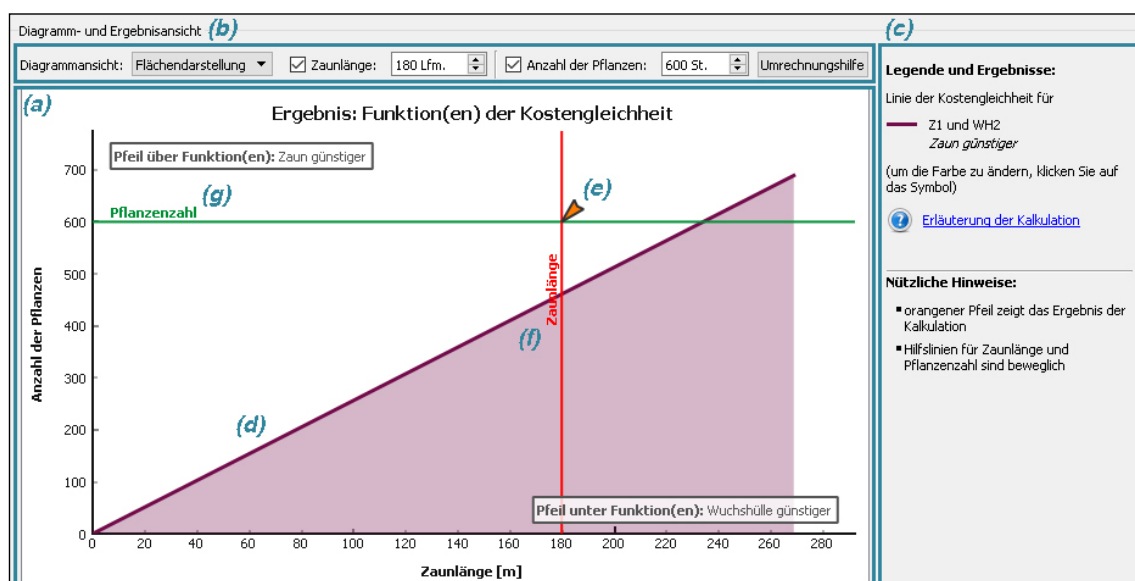 Diagramm- und Ergebnisansicht (b)
(c)
Diagrammansicht: Flächendarstellung Zaunlänge: 180 Lfm. Anzahl der Pflanzen: 600 St. Umrechnungshilfe
(a)
Ergebnis: Funktion(en) der Kostengleichheit
Pfeil über Funktion(en): Zaun günstiger
(g)
(e)
Pflanzenzahl
Zaunlänge
(f)
(d)
Pfeil unter Funktion(en): Wuchshülle günstiger
Anzahl der Pflanzen
700
600
500
400
300
200
100
0
0 20 40 60 80 100 120 140 160 180 200 220 240 260 280
Zaunlänge [m]
Legende und Ergebnisse:
Linie der Kostengleichheit für
Z1 und WH2
Zaun günstiger
(um die Farbe zu ändern, klicken Sie auf
das Symbol)
? Erläuterung der Kalkulation
Nützliche Hinweise:
▪ orangener Pfeil zeigt das Ergebnis der
Kalkulation
▪ Hilfslinien für Zaunlänge und
Pflanzenzahl sind beweglich